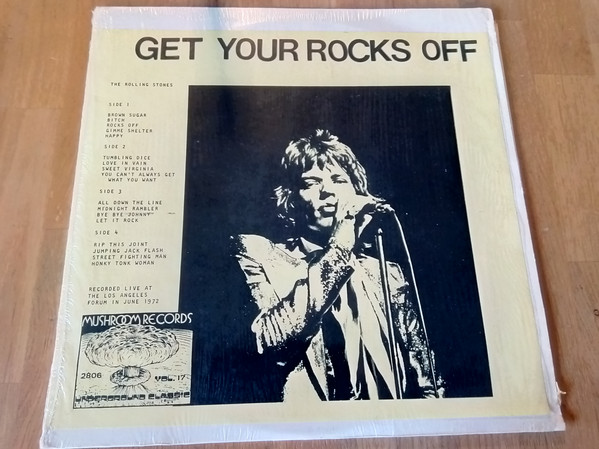 GET YOUR ROCKS OFF
THE ROLLING STONES
SIDE 1
BROWN SUGAR
BITCH
ROCKS OFF
GIMME SHELTER
HAPPY
SIDE 2
TUMBLING DICE
LOVE IN VAIN
SWEET VIRGINIA
YOU CAN'T ALWAYS GET
WHAT YOU WANT
SIDE 3
ALL DOWN THE LINE
MIDNIGHT RAMBLER
BYE BYE JOHNNY
LET IT ROCK
SIDE 4
RIP THIS JOINT
JUMPING JACK FLASH
STREET FIGHTING MAN
HONKY TONK WOMAN
RECORDED LIVE AT
THE LOS ANGELES
FORUM IN JUNE 1972
MUSHROOM RECORDS
2806 VOL. 17
UNDERGROUND CLASSIC